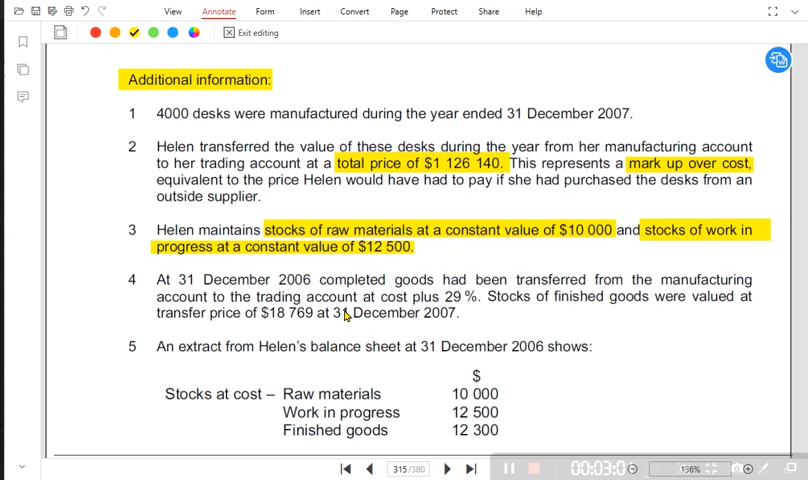 View Annotate Form Insert Convert Page Protect Share Help
Exit editing
Additional information:
1 4000 desks were manufactured during the year ended 31 December 2007.
2 Helen transferred the value of these desks during the year from her manufacturing account
to her trading account at a total price of $1 126 140. This represents a mark up over cost,
equivalent to the price Helen would have had to pay if she had purchased the desks from an
outside supplier.
3 Helen maintains stocks of raw materials at a constant value of $10 000 and stocks of work in
progress at a constant value of $12 500.
4 At 31 December 2006 completed goods had been transferred from the manufacturing
account to the trading account at cost plus 29 %. Stocks of finished goods were valued at
transfer price of $18 769 at 31 December 2007.
5 An extract from Helen's balance sheet at 31 December 2006 shows:
$
Stocks at cost – Raw materials 10 000
Work in progress 12 500
Finished goods 12 300
315/380